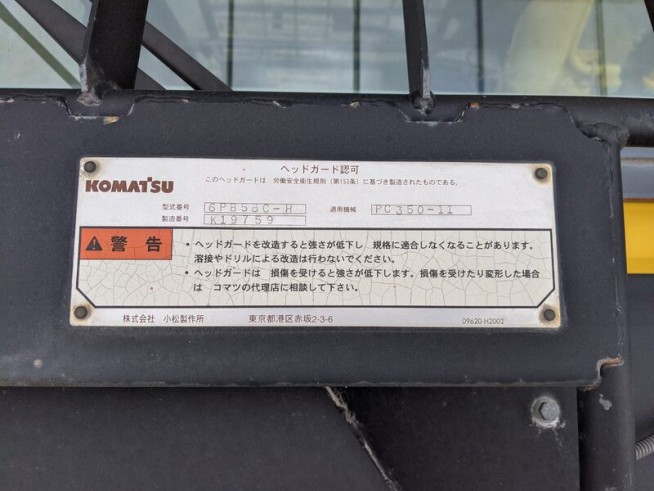 ヘッドガード認可
KOMATSU
このヘッドガードは 労働安全衛生規則(第153条)に基づき製造されたものである。
型式番号 6PB58C-H 適用機械 PC350-11
製造番号 K19759
警告
・ヘッドガードを改造すると強さが低下し 規格に適合しなくなることがあります。
溶接やドリルによる改造は行わないでください。
・ヘッドガードは 損傷を受けると強さが低下します。損傷を受けたり変形した場合
は コマツの代理店に相談して下さい。
株式会社 小松製作所 東京都港区赤坂2-3-6 09620-H2002